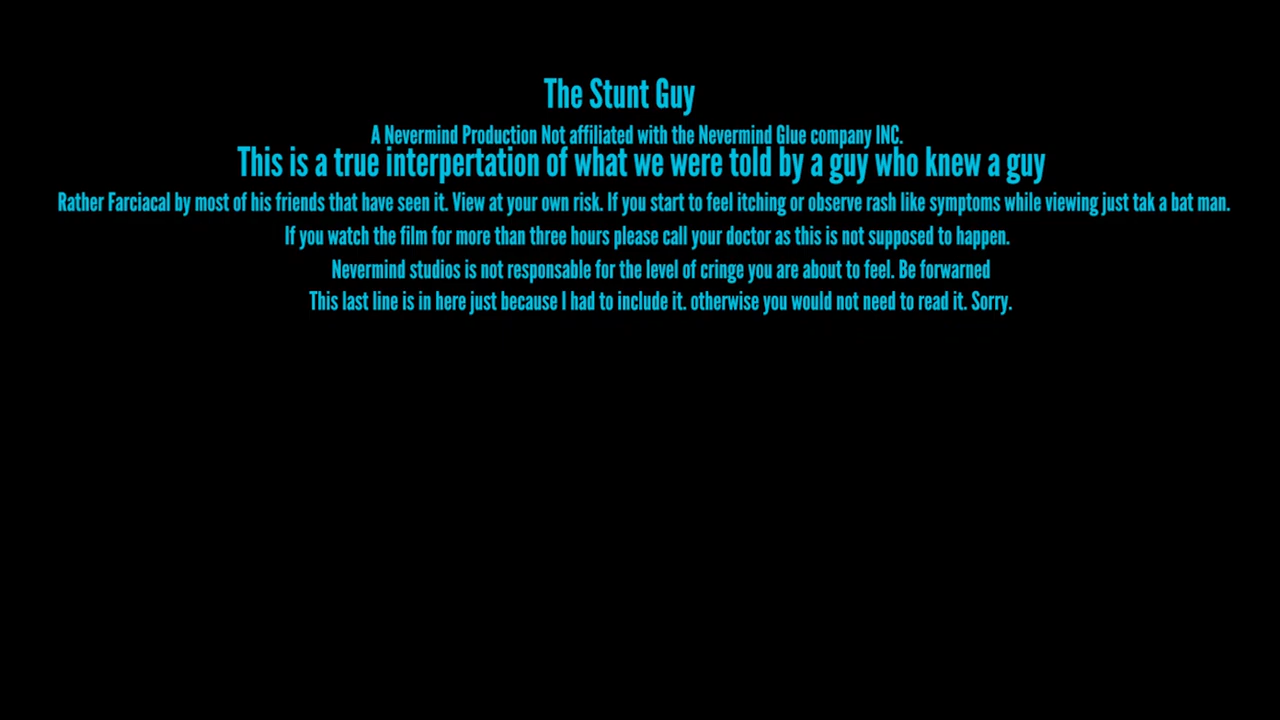 The Stunt Guy
A Nevermind Production Not affiliated with the Nevermind Glue company INC.
This is a true interpertation of what we were told by a guy who knew a guy
Rather Farciacal by most of his friends that have seen it. View at your own risk. If you start to feel itching or observe rash like symptoms while viewing just tak a bat man.
If you watch the film for more than three hours please call your doctor as this is not supposed to happen.
Nevermind studios is not responsable for the level of cringe you are about to feel. Be forwarned
This last line is in here just because I had to include it. otherwise you would not need to read it. Sorry.